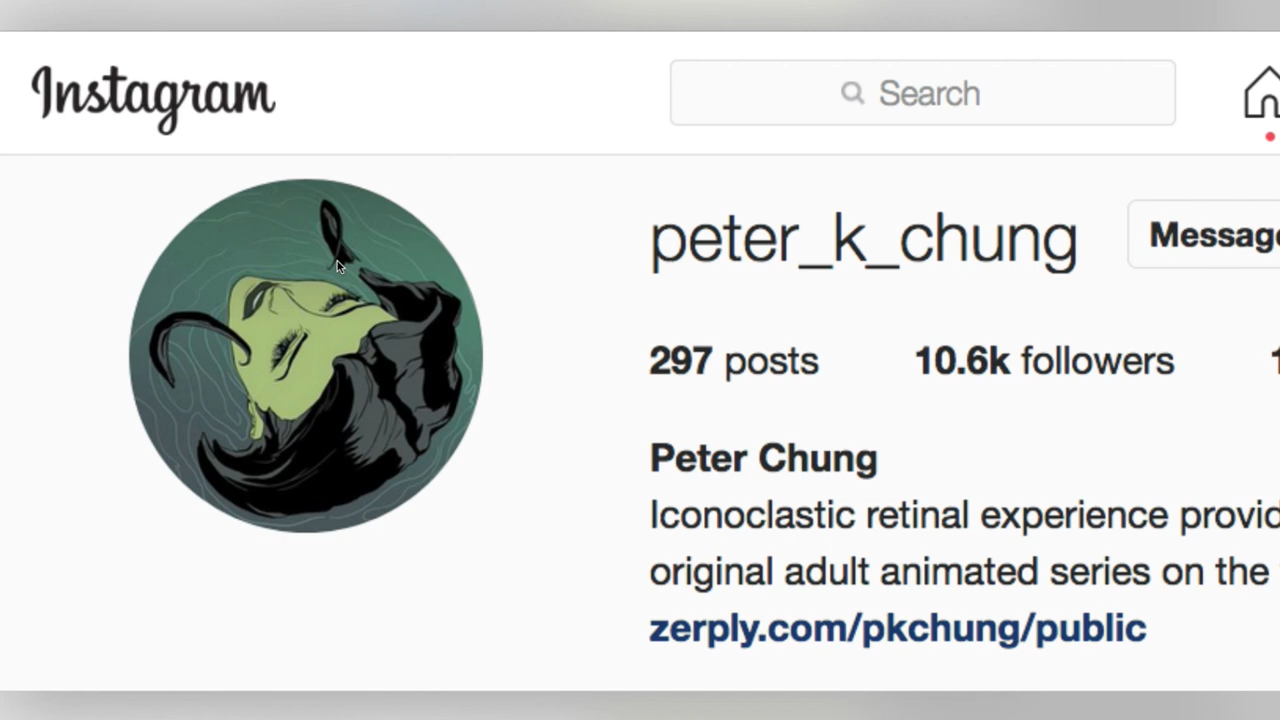 Instagram
Search
peter_k_chung
Message
297 posts
10.6k followers
Peter Chung
Iconoclastic retinal experience
original adult animated series on the
zerply.com/pkchung/public